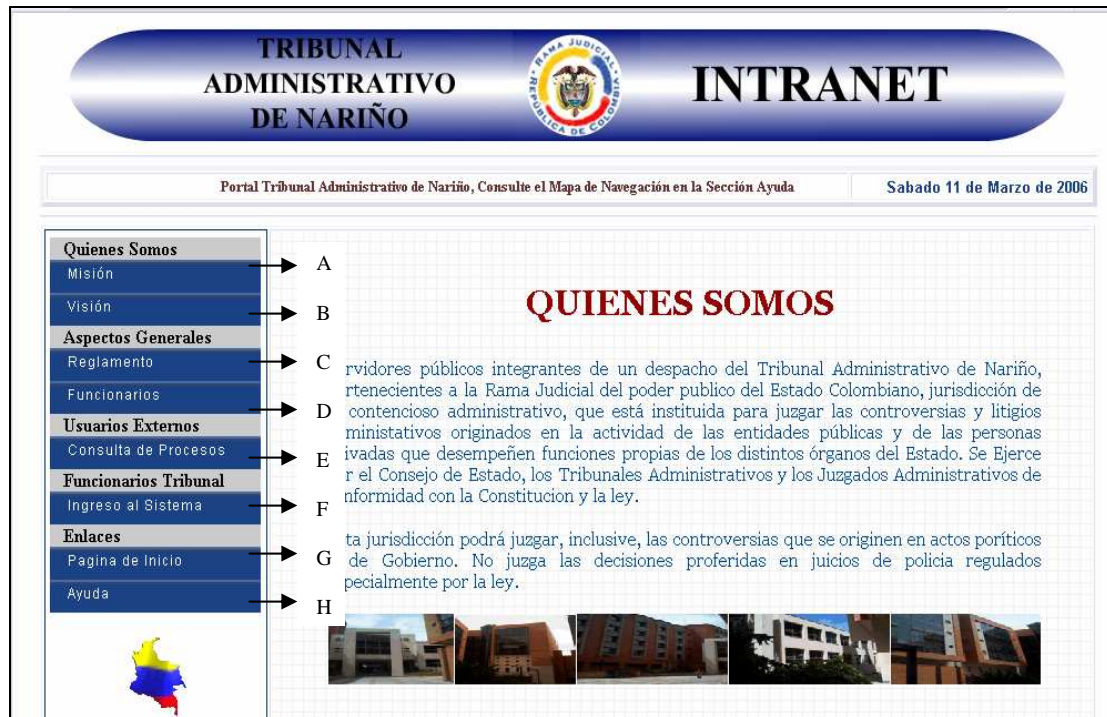 TRIBUNAL
ADMINISTRATIVO
DE NARIÑO
RAMA JUDICIAL
REPÚBLICA DE COLOMBIA
INTRANET
Portal Tribunal Administrativo de Nariño, Consulte el Mapa de Navegación en la Sección Ayuda
Sabado 11 de Marzo de 2006
Quienes Somos
Misión
A
Visión
B
Aspectos Generales
Reglamento
C
Funcionarios
D
Usuarios Externos
Consulta de Procesos
E
Funcionarios Tribunal
Ingreso al Sistema
F
Enlaces
Pagina de Inicio
G
Ayuda
H
QUIENES SOMOS
rvidores públicos integrantes de un despacho del Tribunal Administrativo de Nariño,
rtenecientes a la Rama Judicial del poder publico del Estado Colombiano, jurisdicción de
contencioso administrativo, que está instituida para juzgar las controversias y litigios
ministativos originados en la actividad de las entidades públicas y de las personas
ivadas que desempeñen funciones propias de los distintos órganos del Estado. Se Ejerce
r el Consejo de Estado, los Tribunales Administrativos y los Juzgados Administrativos de
nformidad con la Constitucion y la ley.
ta jurisdicción podrá juzgar, inclusive, las controversias que se originen en actos poríticos
de Gobierno. No juzga las decisiones proferidas en juicios de policia regulados
pecialmente por la ley.